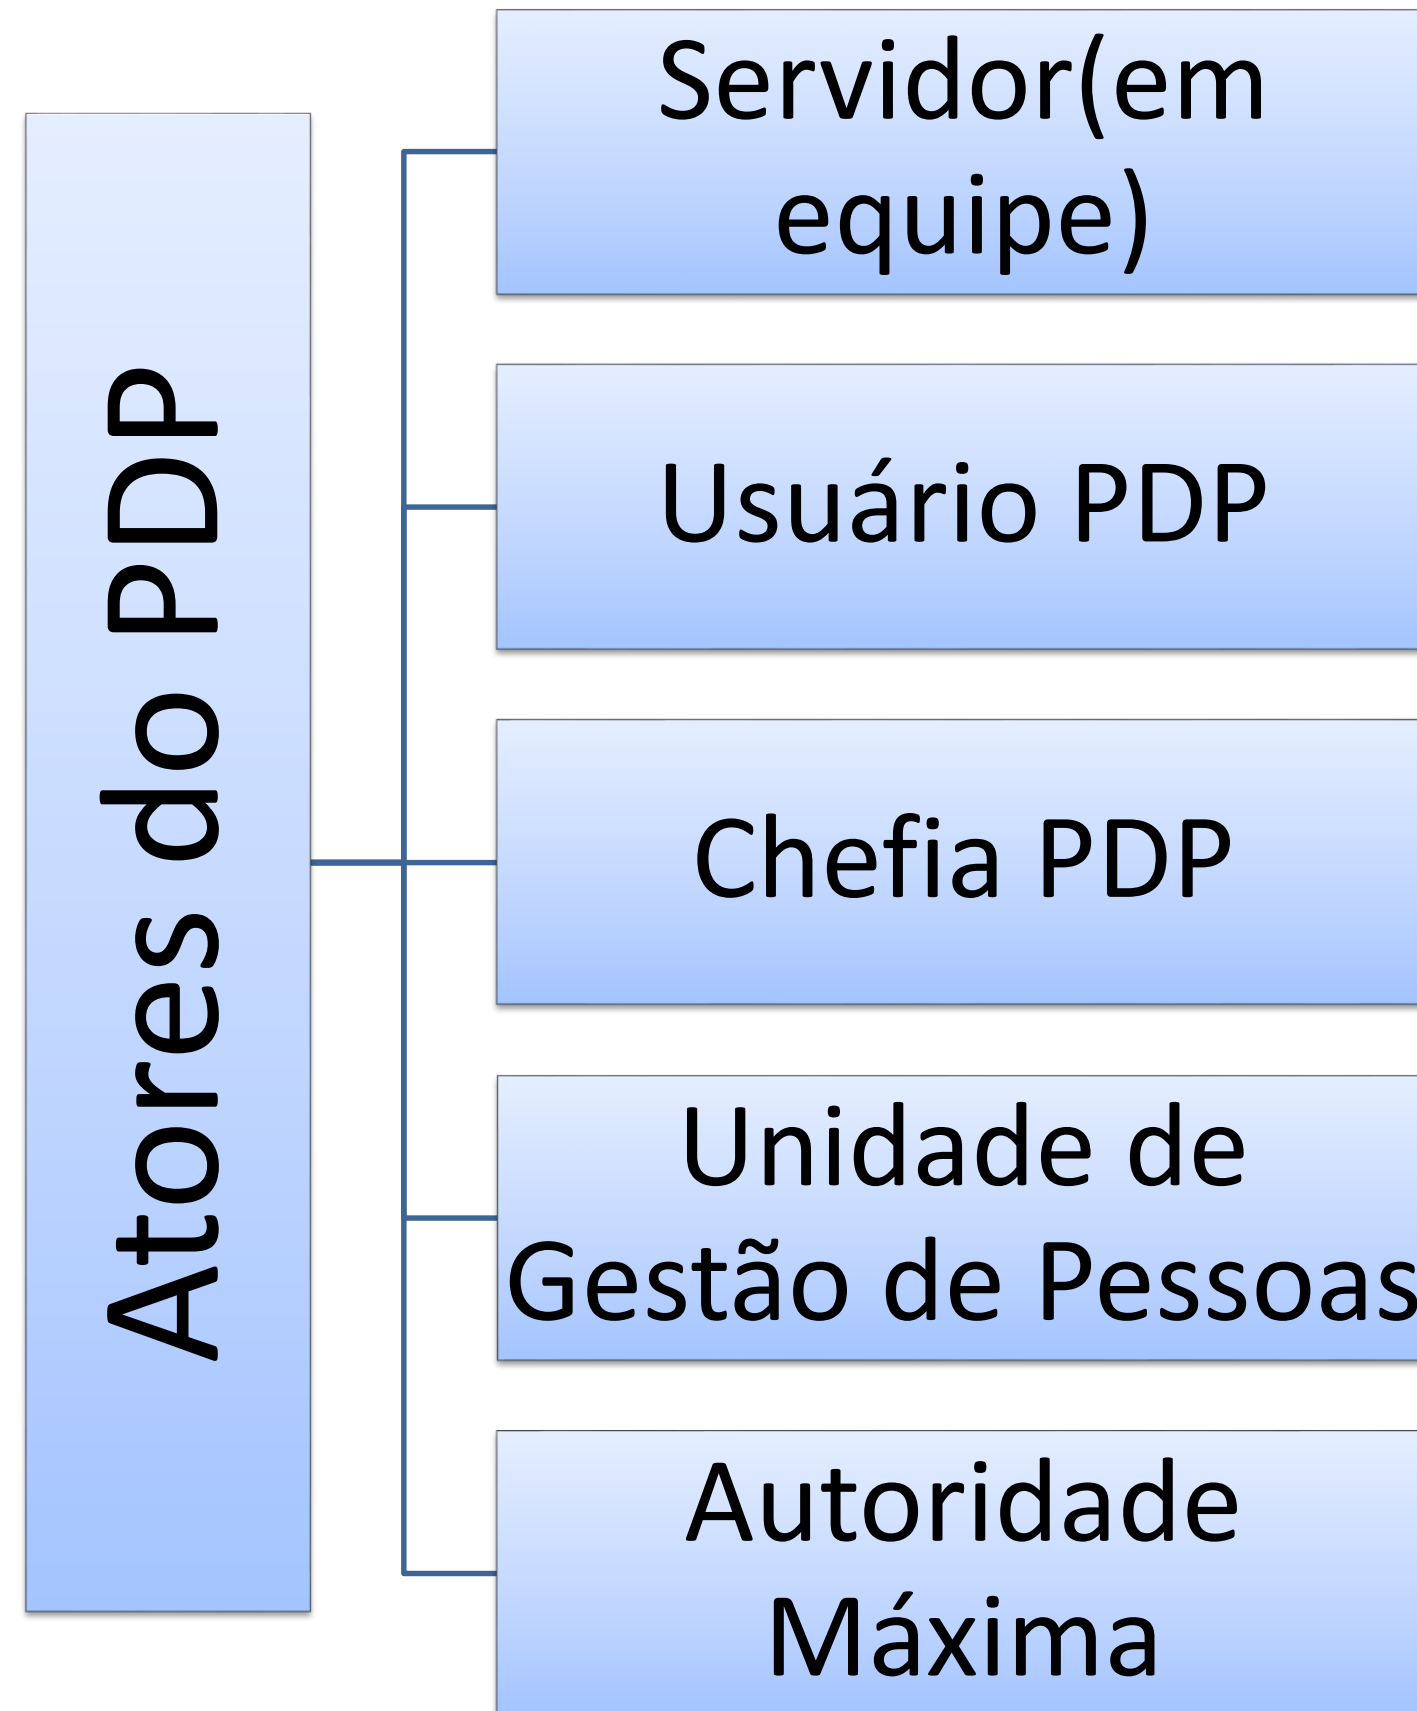 Atores do PDP
Servidor(em
equipe)
Usuário PDP
Chefia PDP
Unidade de
Gestão de Pessoas
Autoridade
Máxima